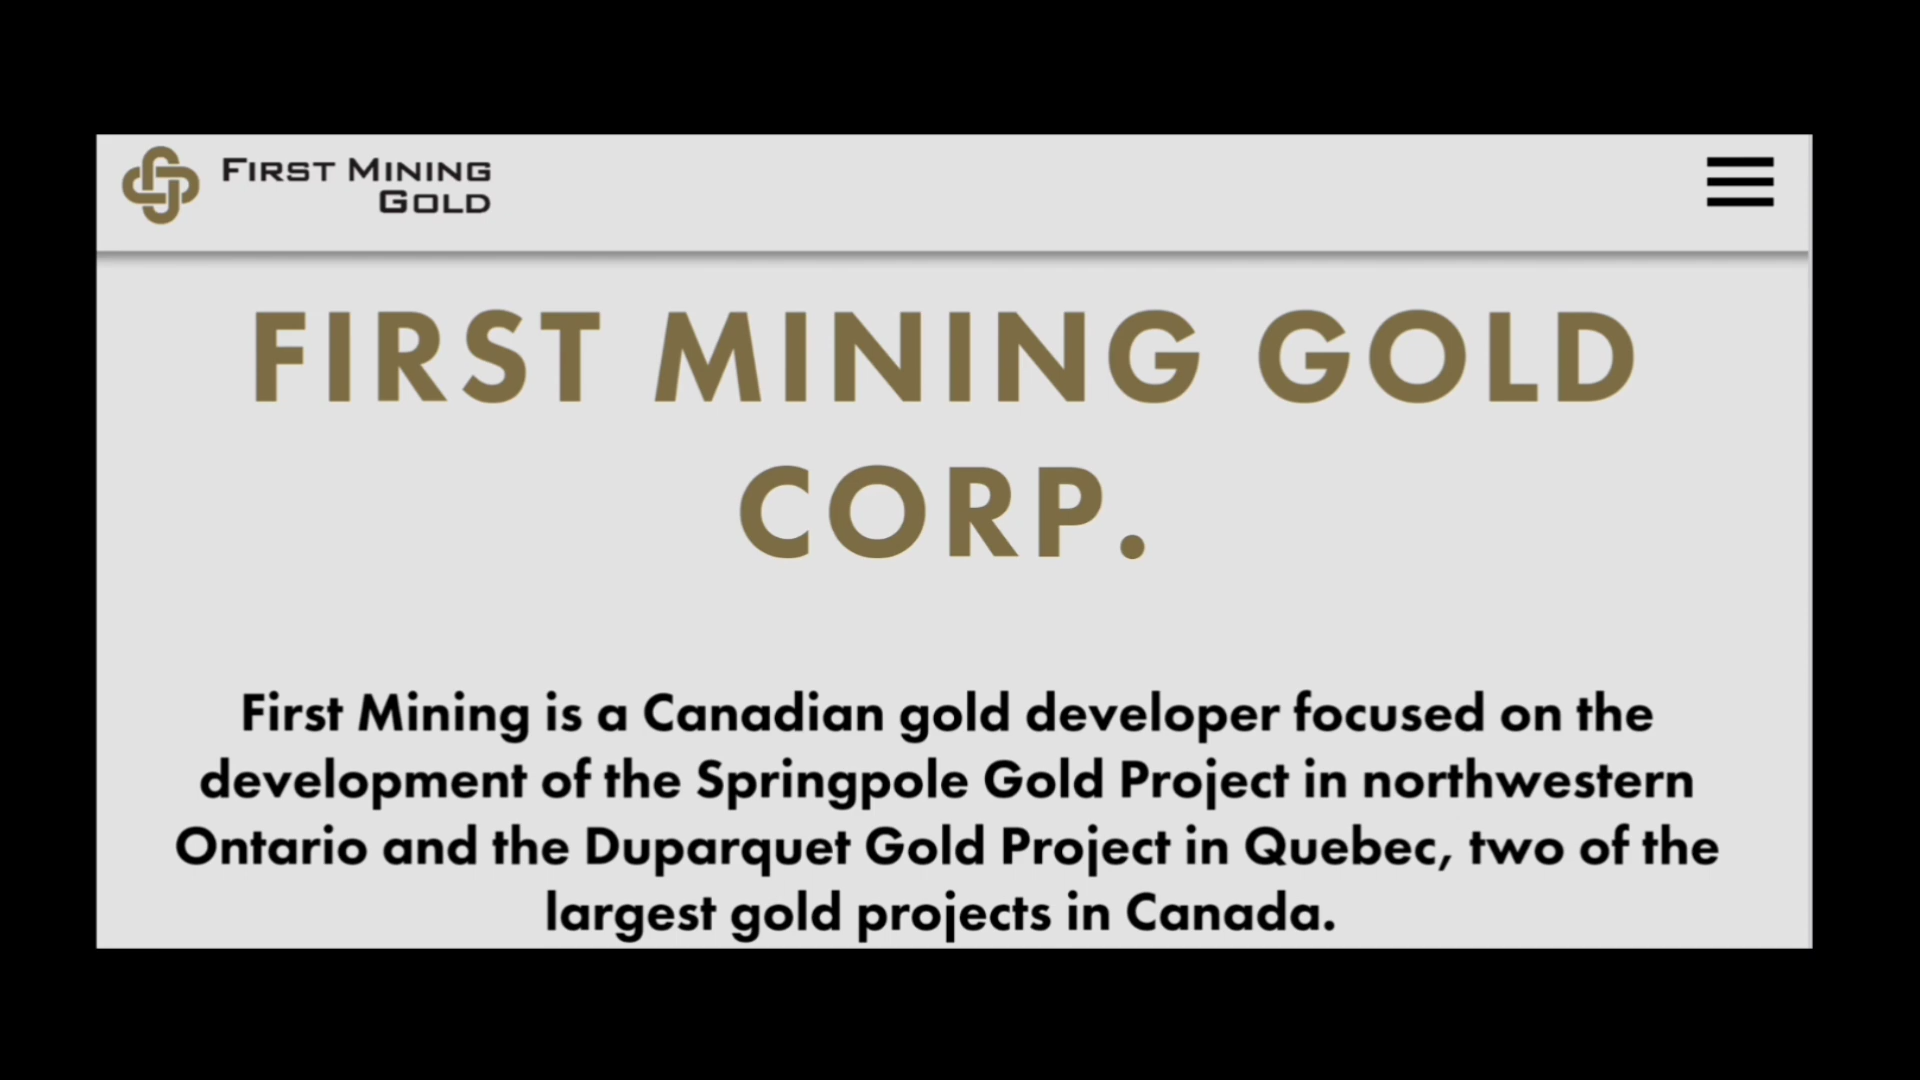 First Mining
Gold
FIRST MINING GOLD
CORP.
First Mining is a Canadian gold developer focused on the
development of the Springpole Gold Project in northwestern
Ontario and the Duparquet Gold Project in Quebec, two of the
largest gold projects in Canada.